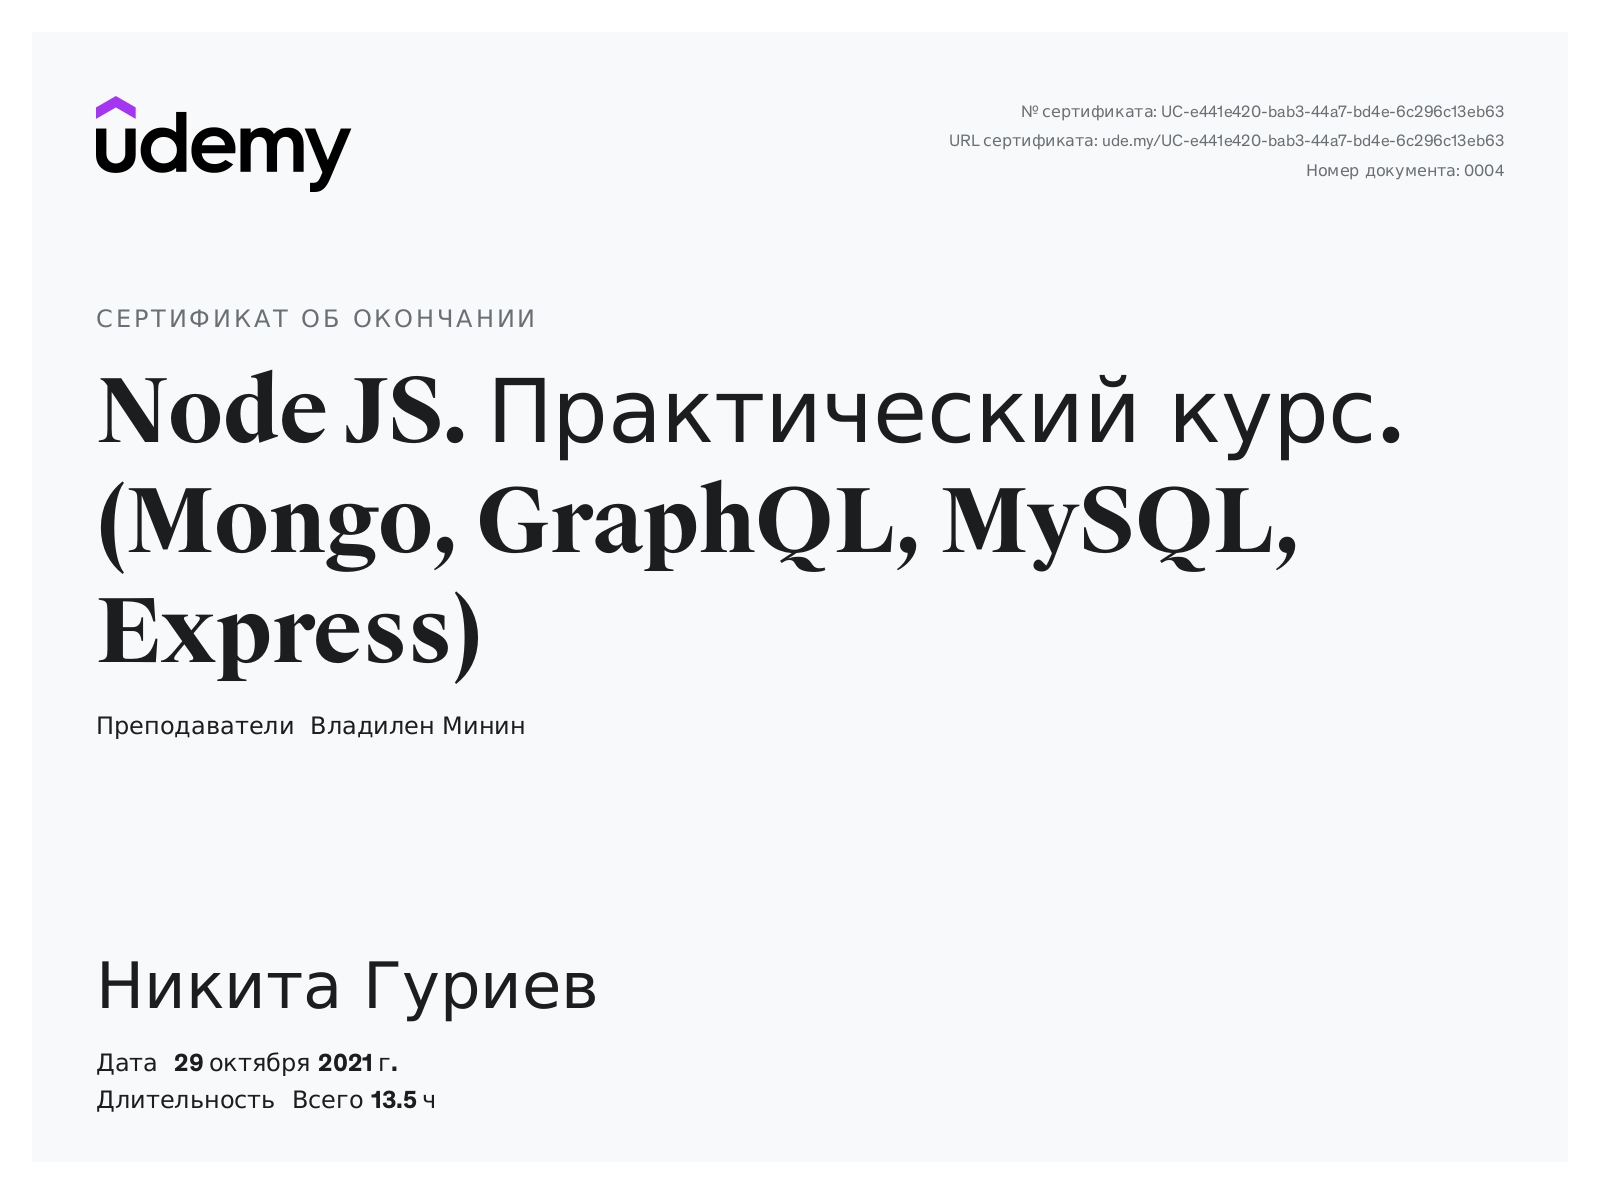 udemy
№ сертификата: UC-e441e420-bab3-44a7-bd4e-6c296c13eb63
URL сертификата: ude.my/UC-e441e420-bab3-44a7-bd4e-6c296c13eb63
Номер документа: 0004
СЕРТИФИКАТ ОБ ОКОНЧАНИИ
Node JS. Практический курс.
(Mongo, GraphQL, MySQL,
Express)
Преподаватели Владилен Минин
Никита Гуриев
Дата 29 октября 2021 г.
Длительность Всего 13.5 ч